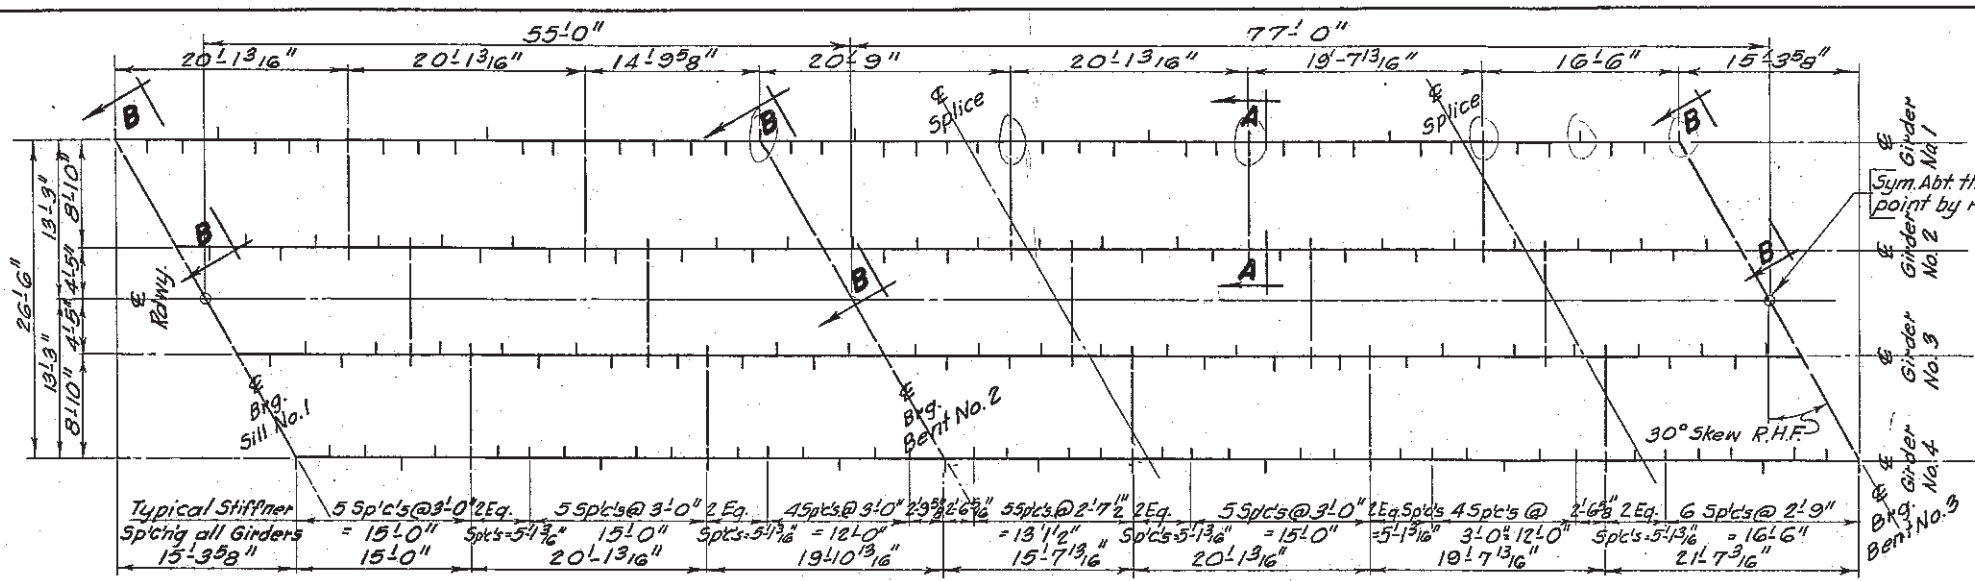 55'-0"
77'-0"
20'-1 3/16"
20'-1 3/16"
14'-9 5/8"
20'-9"
20'-1 3/16"
19'-7 13/16"
16'-6"
15'-3 5/8"
B
B
A
B
℄ Splice
℄ Splice
℄ Girder No. 1
Sym. Abt. th
point by r
26'-6"
13'-3"
8'-10"
4'-5"
B
℄ Rdwy.
B
A
B
℄ Girder No. 2
13'-3"
4'-5"
8'-10"
℄ Brg. Sill No. 1
℄ Brg. Bent No. 2
30° Skew R.H.F.
℄ Girder No. 3
℄ Girder No. 4
℄ Brg. Bent No. 3
Typical Stiffner
Sp'c'ng all Girders
15'-3 5/8"
5 Sp'c's @ 3'-0"
= 15'-0"
15'-0"
2 Eq.
Spc's=5'-1 3/16"
5 Sp'c's @ 3'-0"
15'-0"
20'-1 13/16"
2 Eq.
Spc's=5'-1 3/16"
4 Sp'c's @ 3'-0"
= 12'-0"
19'-10 13/16"
5 Spc's @ 2'-7 1/2"
= 13'-1 1/2"
15'-7 13/16"
2 Eq.
Spc's=5'-1 3/16"
5 Sp'c's @ 3'-0"
= 15'-0"
20'-1 3/16"
2 Eq Spc's
=5'-1 3/16"
4 Spc's @
3'-0"=12'-0"
19'-7 13/16"
2 Eq.
Spc's=5'-1 3/16"
6 Spc's @ 2'-9"
= 16'-6"
21'-7 3/16"